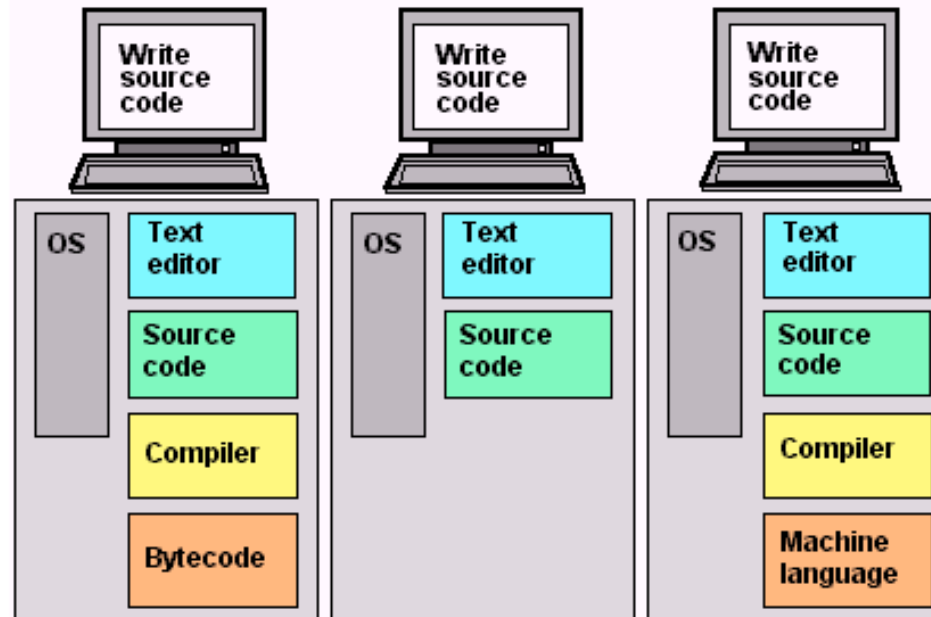 Write
source
code
Write
source
code
Write
source
code
OS
Text
editor
Source
code
Compiler
Bytecode
OS
Text
editor
Source
code
OS
Text
editor
Source
code
Compiler
Machine
language